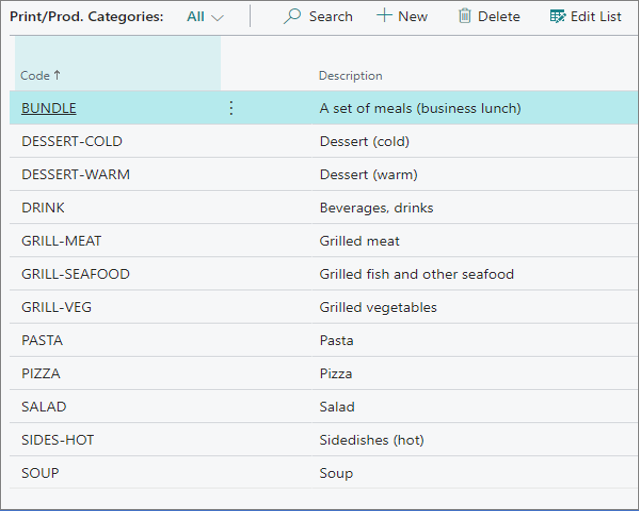 Print/Prod. Categories: All Search New Delete Edit List
Code ↑ Description
BUNDLE A set of meals (business lunch)
DESSERT-COLD Dessert (cold)
DESSERT-WARM Dessert (warm)
DRINK Beverages, drinks
GRILL-MEAT Grilled meat
GRILL-SEAFOOD Grilled fish and other seafood
GRILL-VEG Grilled vegetables
PASTA Pasta
PIZZA Pizza
SALAD Salad
SIDES-HOT Sidedishes (hot)
SOUP Soup